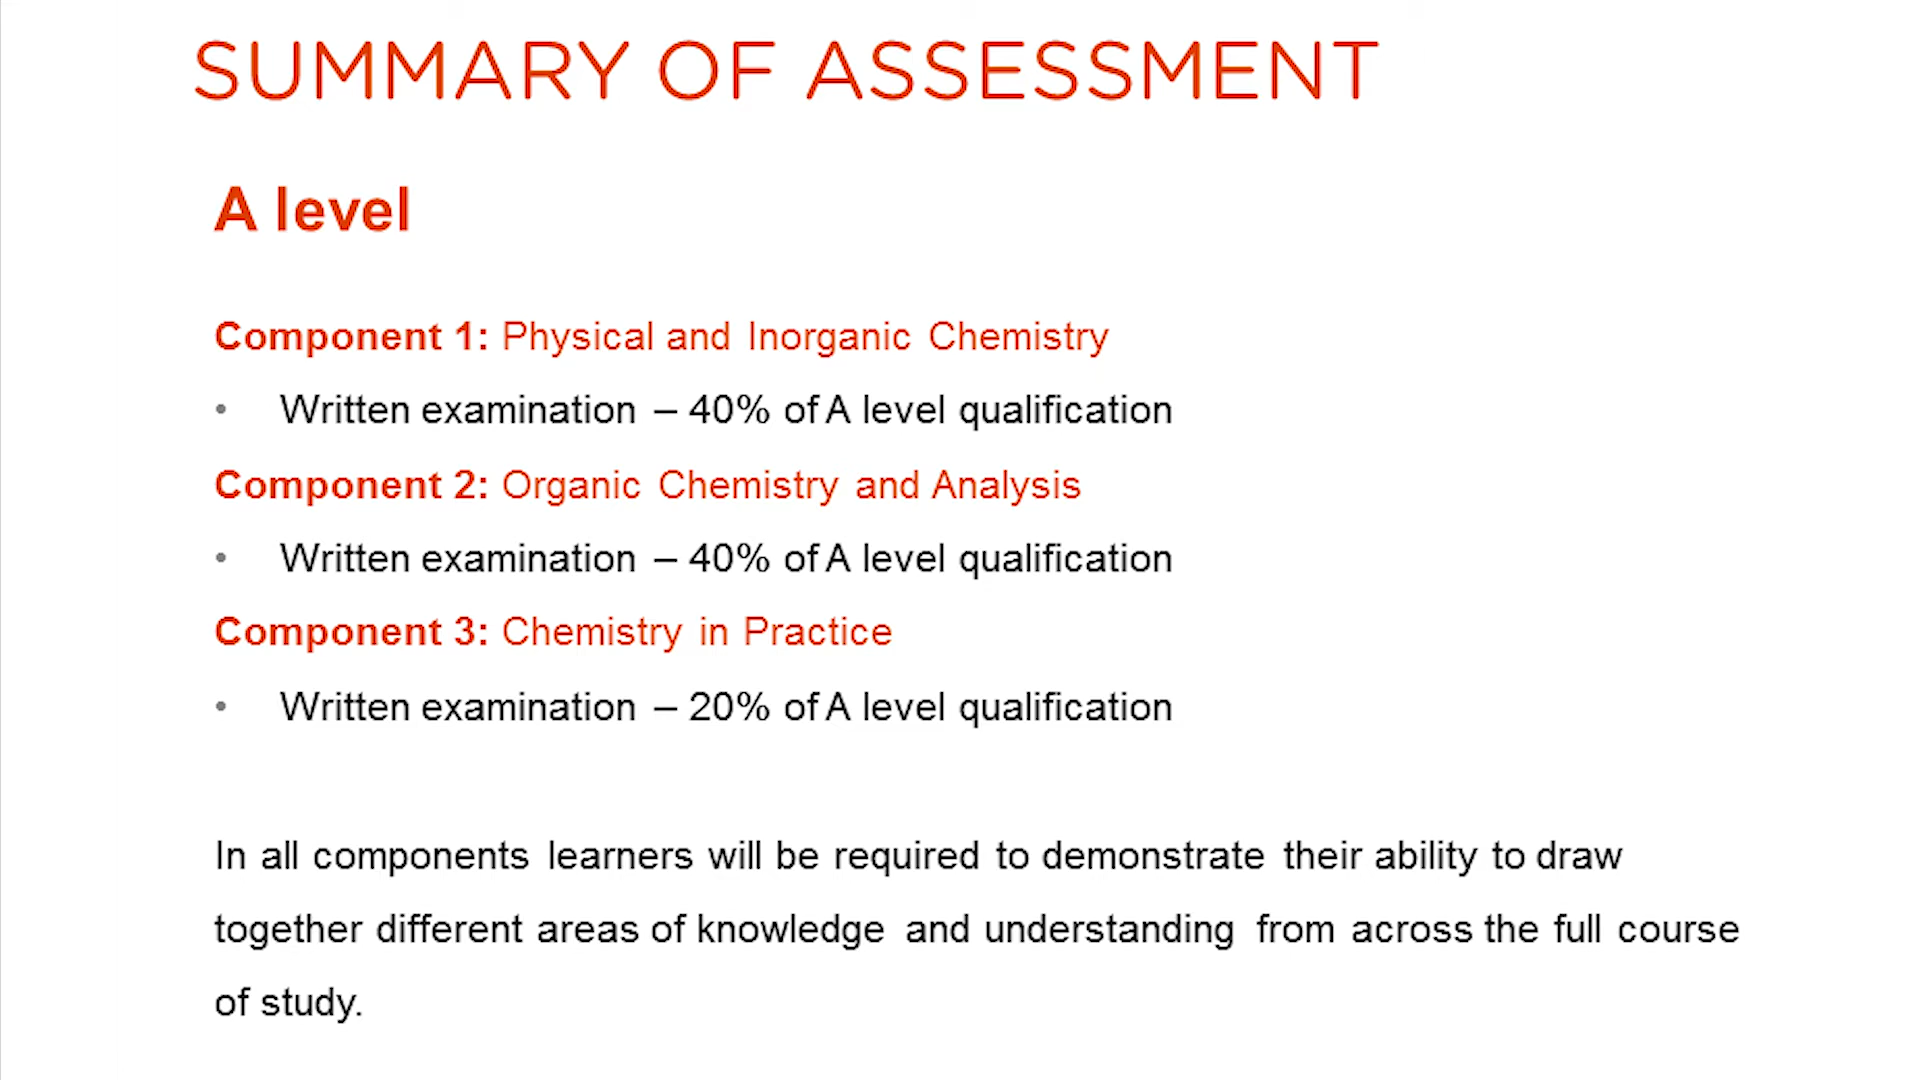 SUMMARY OF ASSESSMENT
A level
Component 1: Physical and Inorganic Chemistry
• Written examination – 40% of A level qualification
Component 2: Organic Chemistry and Analysis
• Written examination – 40% of A level qualification
Component 3: Chemistry in Practice
• Written examination – 20% of A level qualification
In all components learners will be required to demonstrate their ability to draw
together different areas of knowledge and understanding from across the full course
of study.